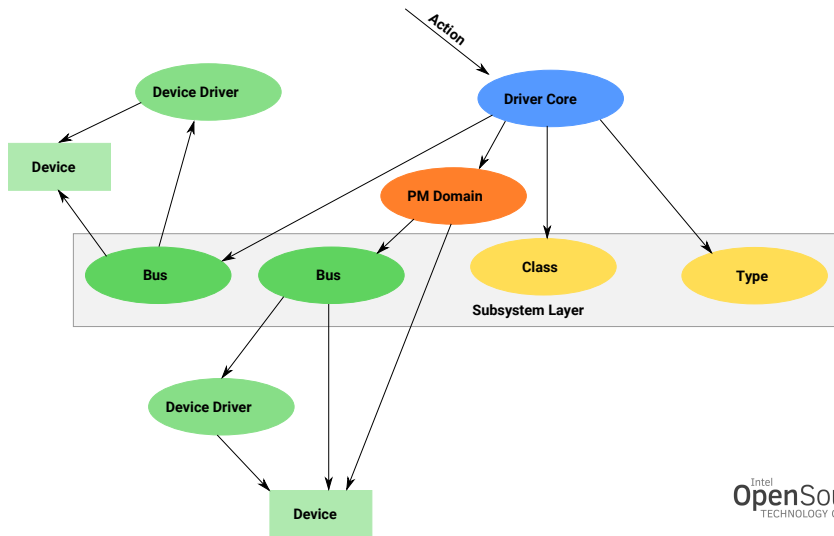 Action
Device Driver
Driver Core
Device
PM Domain
Bus
Bus
Class
Type
Subsystem Layer
Device Driver
Device
Intel
OpenSour
TECHNOLOGY C